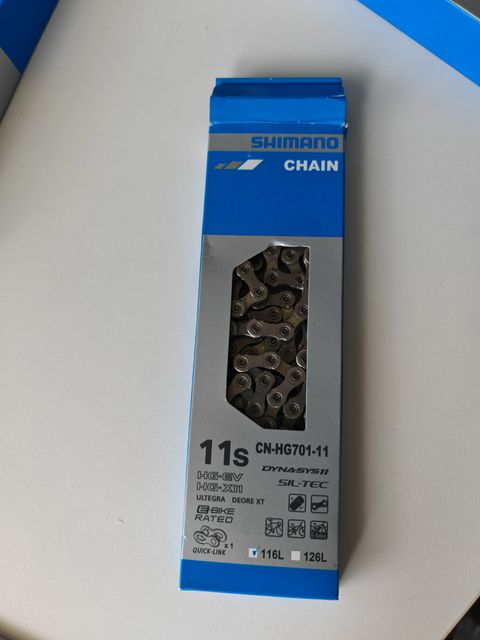 SHIMANO
CHAIN
11s CN-HG701-11
HG-EV DYNA-SYS11
HG-X11 SIL-TEC
ULTEGRA DEORE XT
E-BIKE
RATED
x1
QUICK-LINK
116L 126L